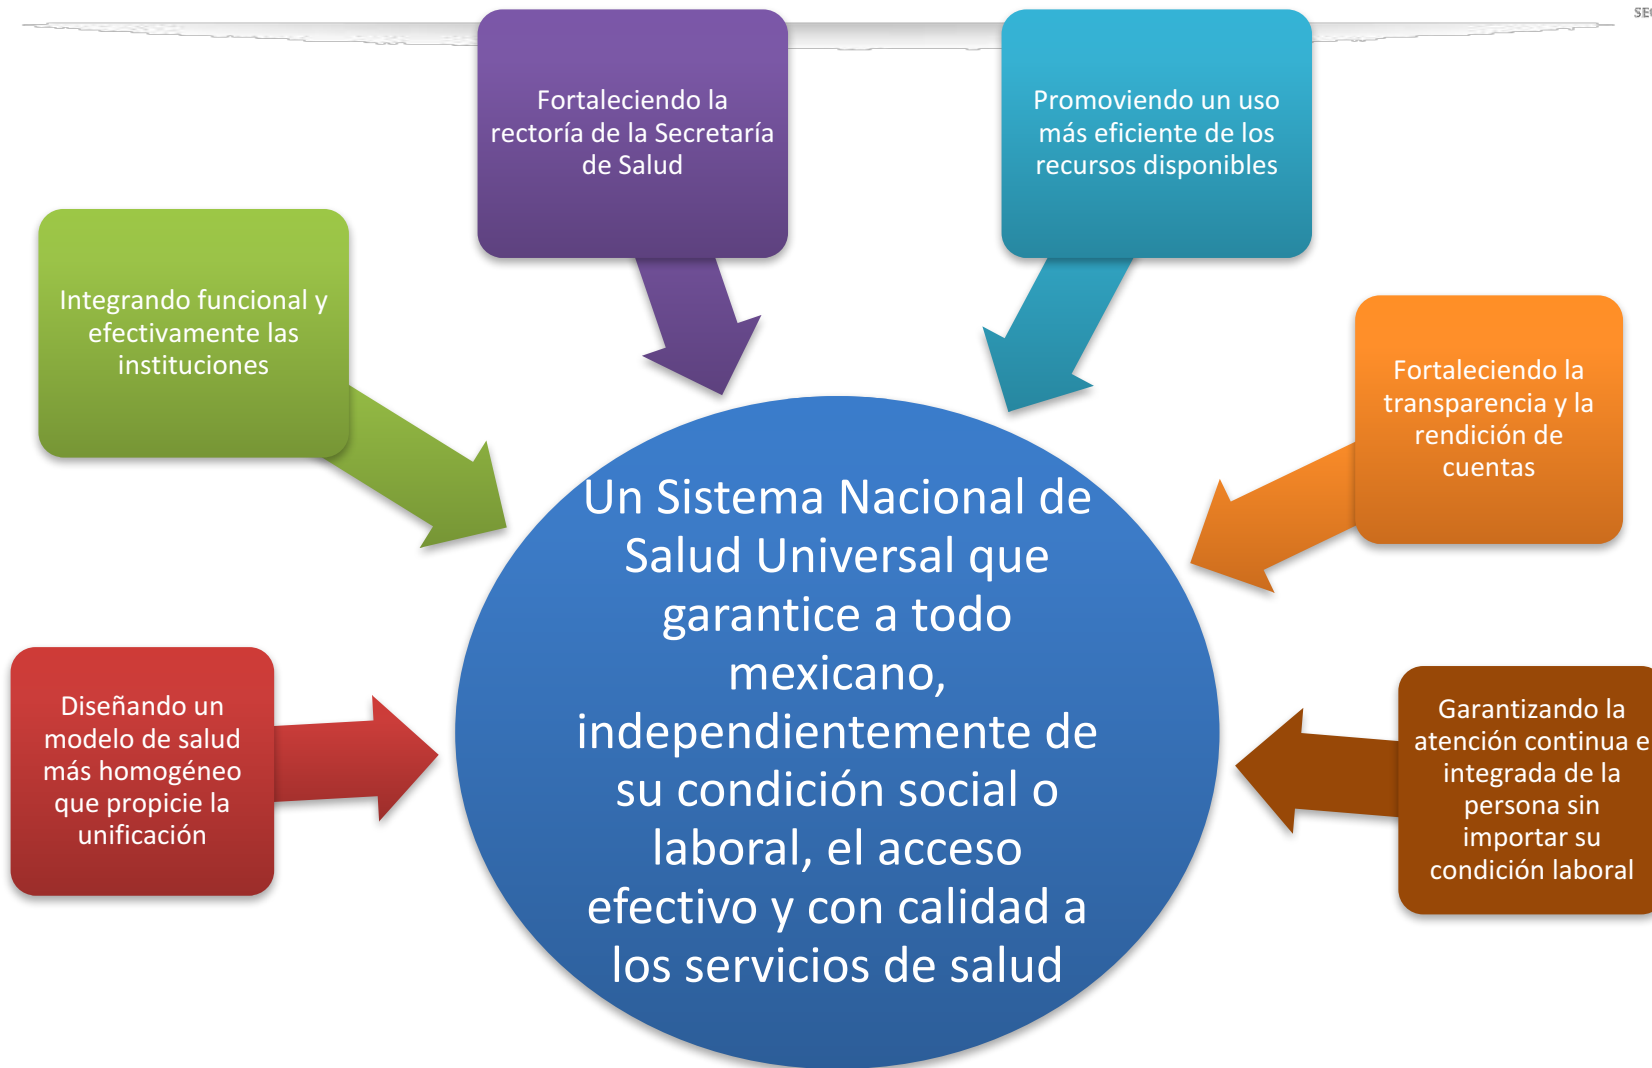 Fortaleciendo la
rectoría de la Secretaría
de Salud
Promoviendo un uso
más eficiente de los
recursos disponibles
Integrando funcional y
efectivamente las
instituciones
Fortaleciendo la
transparencia y la
rendición de
cuentas
Un Sistema Nacional de
Salud Universal que
garantice a todo
mexicano,
independientemente de
su condición social o
laboral, el acceso
efectivo y con calidad a
los servicios de salud
Diseñando un
modelo de salud
más homogéneo
que propicie la
unificación
Garantizando la
atención continua e
integrada de la
persona sin
importar su
condición laboral